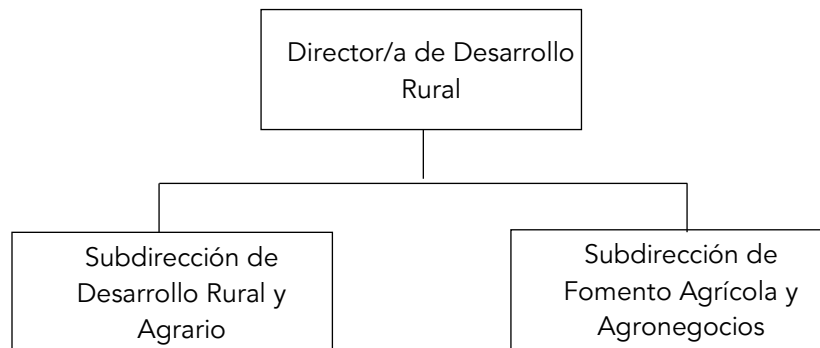 Director/a de Desarrollo
Rural
Subdirección de
Desarrollo Rural y
Agrario
Subdirección de
Fomento Agrícola y
Agronegocios